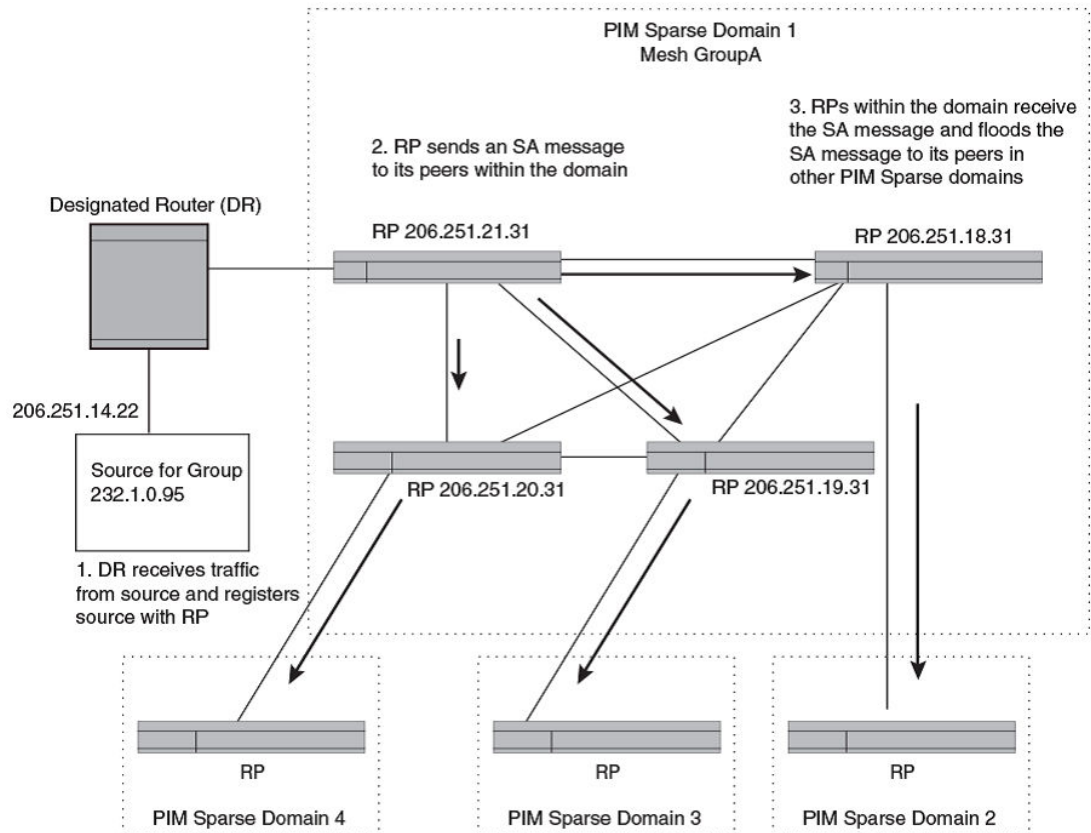 PIM Sparse Domain 1
Mesh GroupA
3. RPs within the domain receive
the SA message and floods the
SA message to its peers in
other PIM Sparse domains
2. RP sends an SA message
to its peers within the domain
Designated Router (DR)
RP 206.251.21.31
RP 206.251.18.31
206.251.14.22
Source for Group
232.1.0.95
RP 206.251.20.31
RP 206.251.19.31
1. DR receives traffic
from source and registers
source with RP
RP
RP
RP
PIM Sparse Domain 4
PIM Sparse Domain 3
PIM Sparse Domain 2